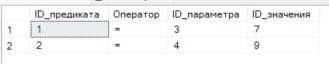 ID_предиката Оператор ID_параметра ID_значения
1 1 = 3 7
2 2 = 4 9